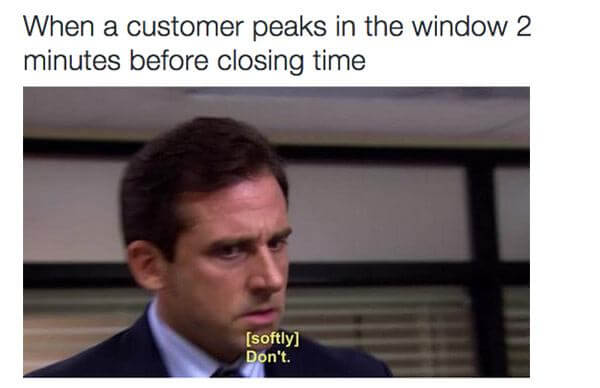 When a customer peaks in the window 2
minutes before closing time
[softly]
Don't.